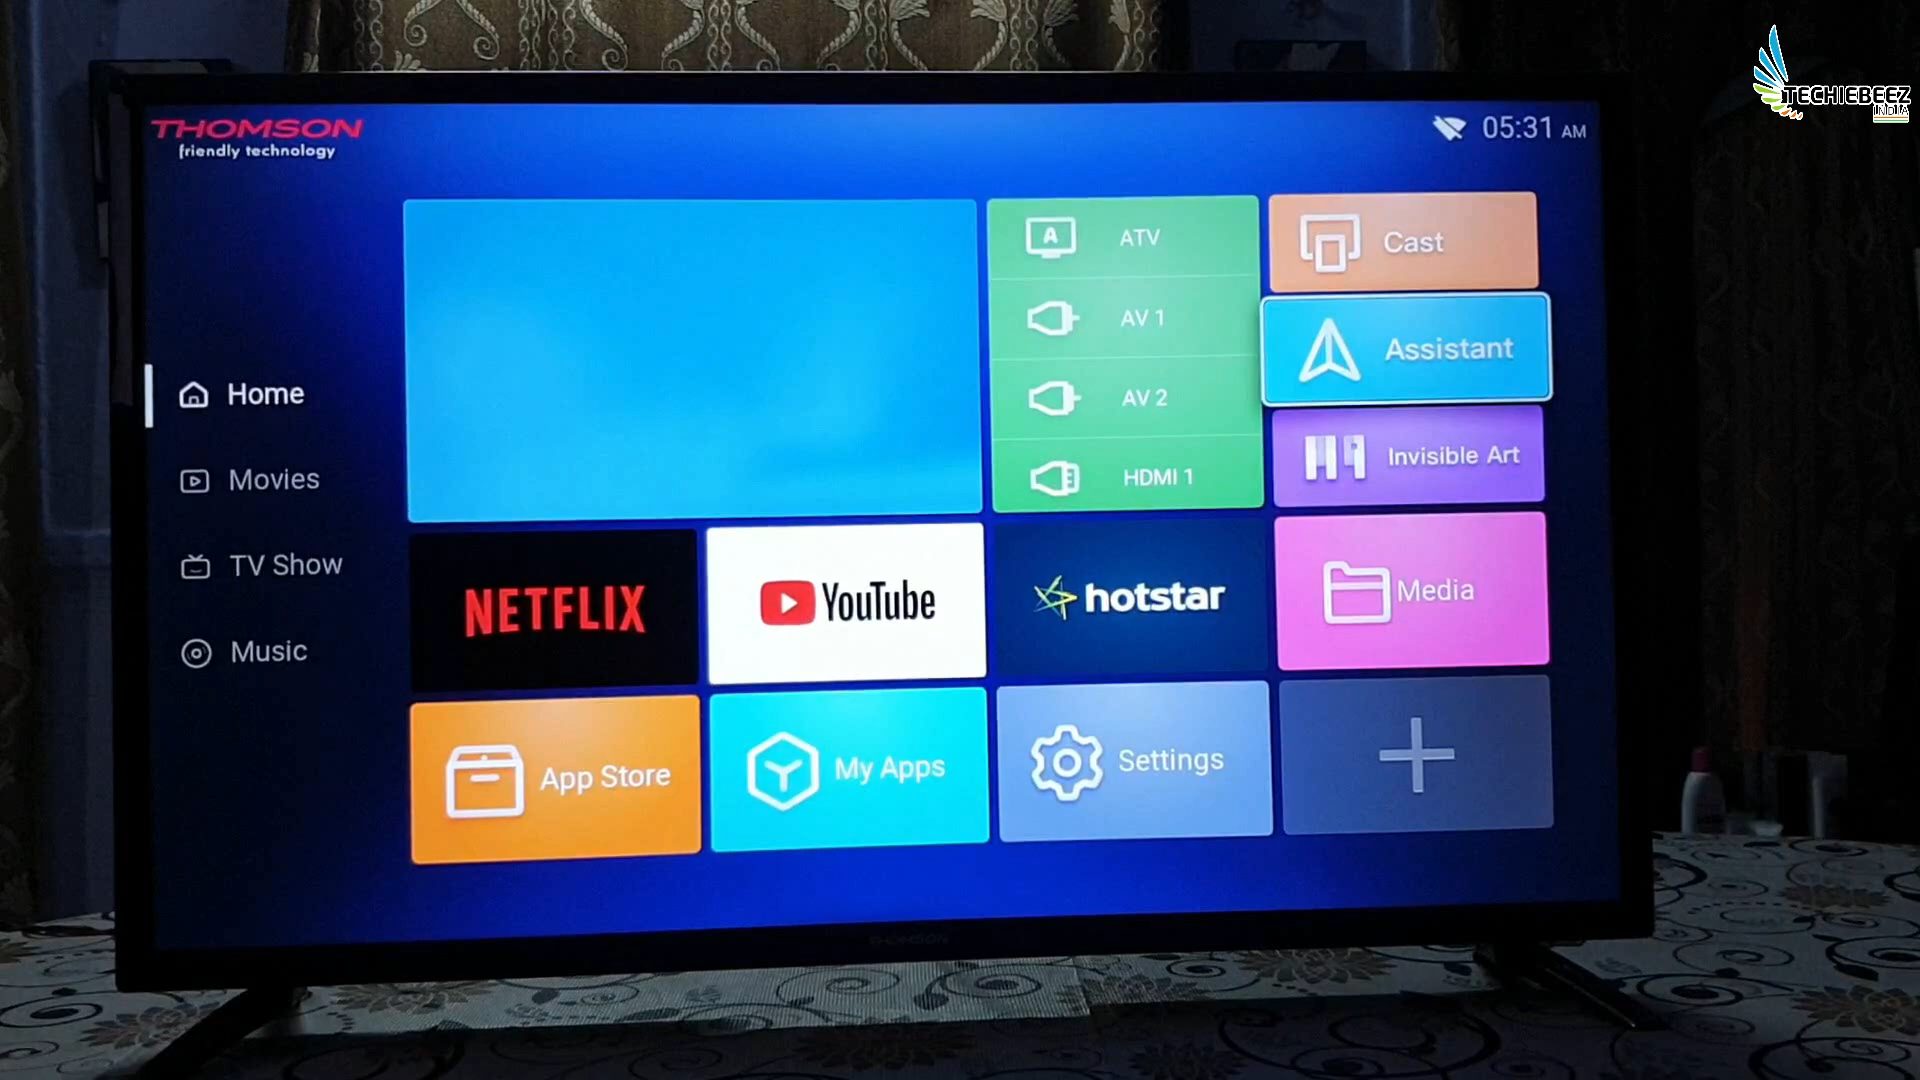 TECHIEBEEZ
INDIA
THOMSON
friendly technology
05:31 AM
Home
Movies
TV Show
Music
ATV
AV 1
AV 2
HDMI 1
Cast
Assistant
Invisible Art
NETFLIX
YouTube
hotstar
Media
App Store
My Apps
Settings
THOMSON